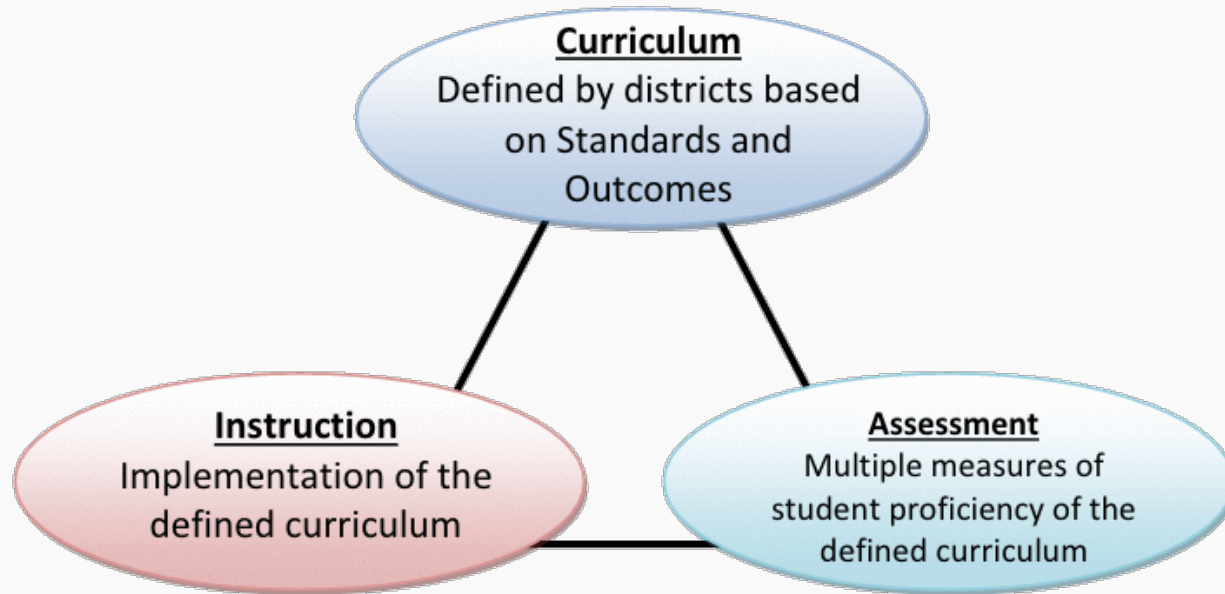 Curriculum
Defined by districts based
on Standards and
Outcomes
Instruction
Implementation of the
defined curriculum
Assessment
Multiple measures of
student proficiency of the
defined curriculum